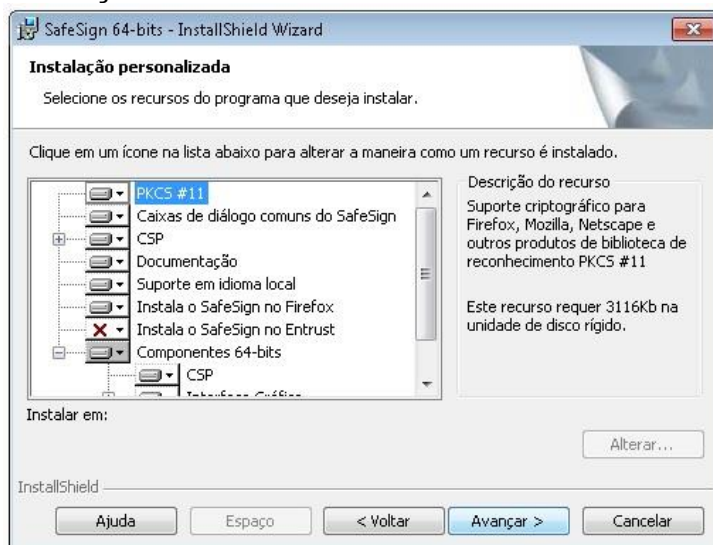 SafeSign 64-bits - InstallShield Wizard
Instalação personalizada
Selecione os recursos do programa que deseja instalar.
Clique em um ícone na lista abaixo para alterar a maneira como um recurso é instalado.
PKCS #11
Caixas de diálogo comuns do SafeSign
CSP
Documentação
Suporte em idioma local
Instala o SafeSign no Firefox
Instala o SafeSign no Entrust
Componentes 64-bits
CSP
Interface Gráfica
Descrição do recurso
Suporte criptográfico para
Firefox, Mozilla, Netscape e
outros produtos de biblioteca de
reconhecimento PKCS #11
Este recurso requer 3116Kb na
unidade de disco rígido.
Instalar em:
Alterar...
InstallShield
Ajuda
Espaço
< Voltar
Avançar >
Cancelar